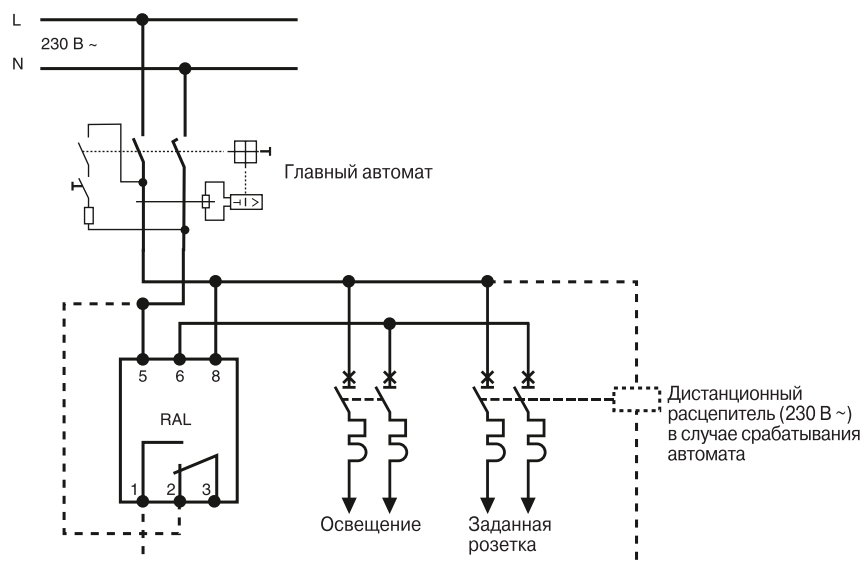 L
230 В ~
N
Главный автомат
5 6 8
RAL
1 2 3
Дистанционный
расцепитель (230 В ~)
в случае срабатывания
автомата
Освещение
Заданная
розетка